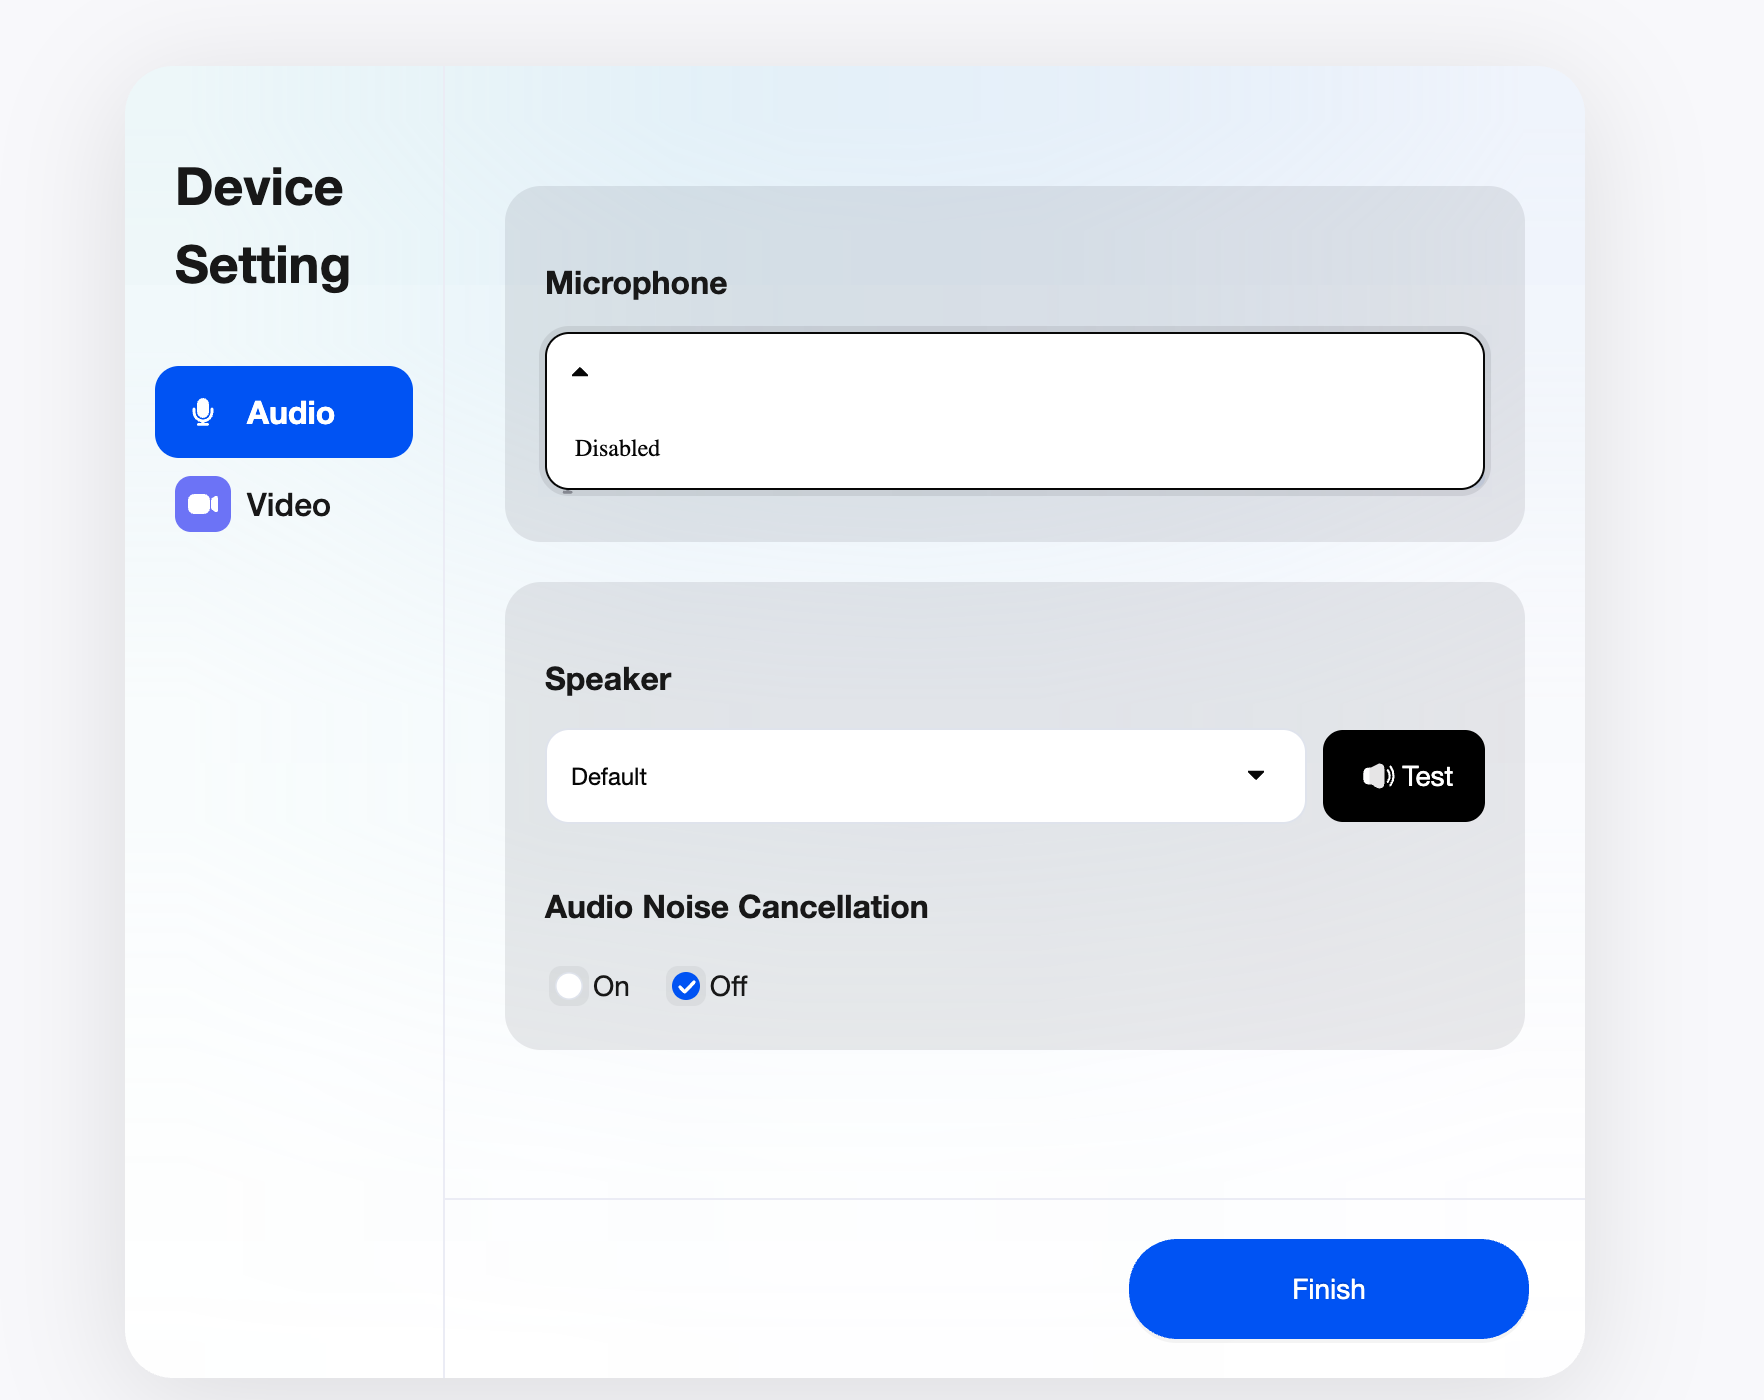 Device
Setting
Audio
Video
Microphone
Disabled
Speaker
Default
Test
Audio Noise Cancellation
On
Off
Finish